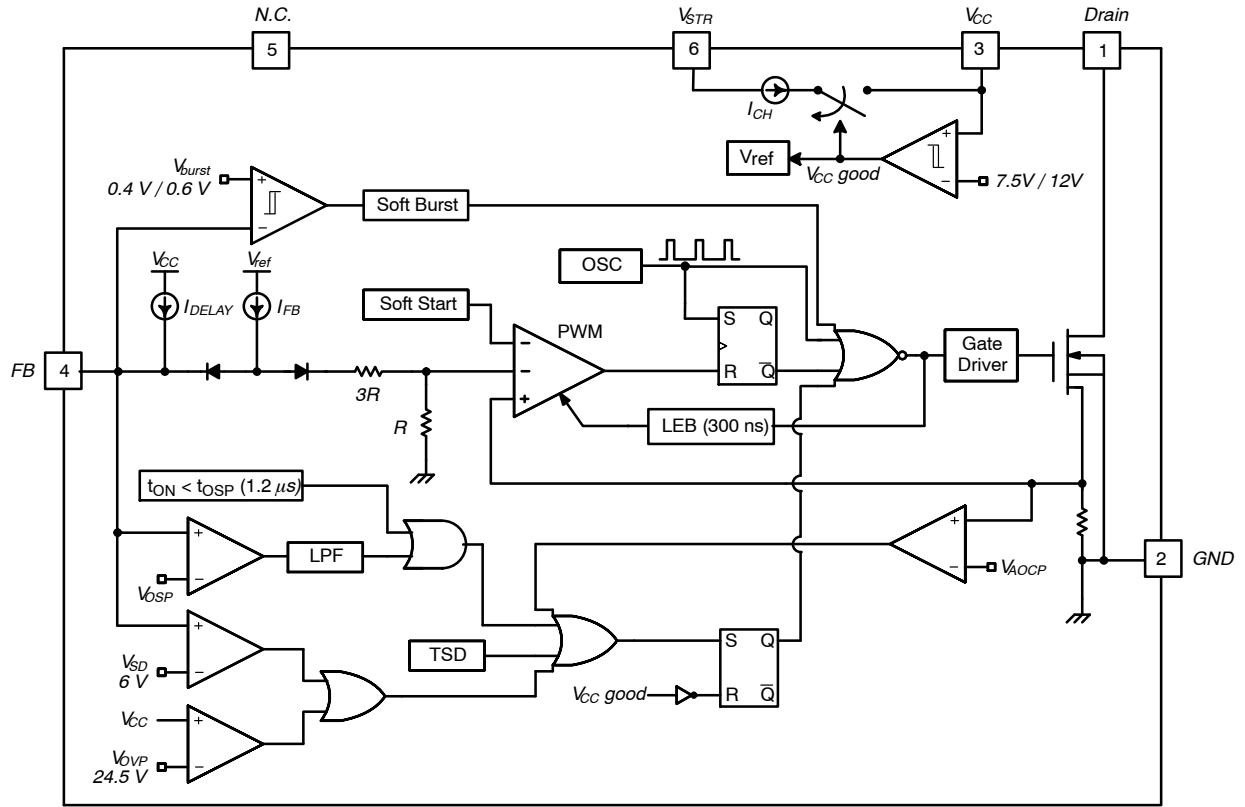 N.C.
5
VSTR
6
VCC
3
Drain
1
ICH
+
−
Vref
VCC good
7.5V / 12V
Vburst
0.4 V / 0.6 V
+
−
Soft Burst
VCC
IDELAY
Vref
IFB
OSC
Soft Start
PWM
−
−
+
S Q
R Q̅
Gate
Driver
FB
4
3R
R
LEB (300 ns)
tON < tOSP (1.2 μs)
+
−
VOSP
LPF
+
−
VAOCP
2
GND
+
−
VSD
6 V
TSD
S Q
R Q̅
VCC good
VCC
+
−
VOVP
24.5 V